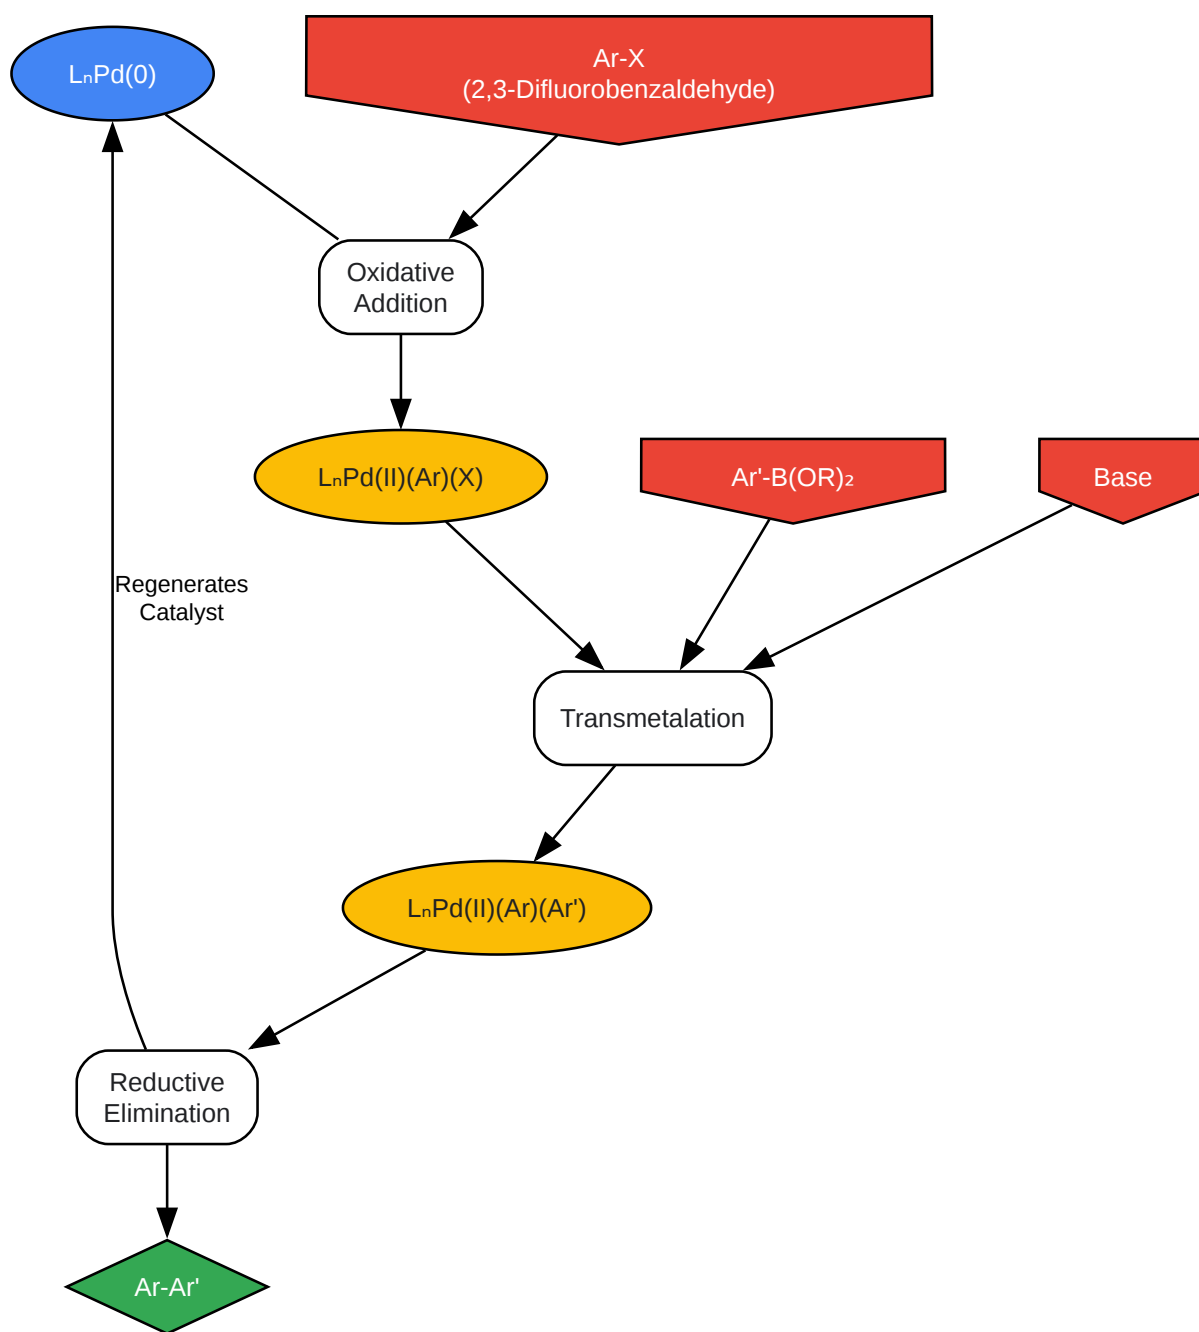 LₙPd(0)
Ar-X
(2,3-Difluorobenzaldehyde)
Oxidative
Addition
LₙPd(II)(Ar)(X)
Ar'-B(OR)₂
Base
Regenerates
Catalyst
Transmetalation
LₙPd(II)(Ar)(Ar')
Reductive
Elimination
Ar-Ar'